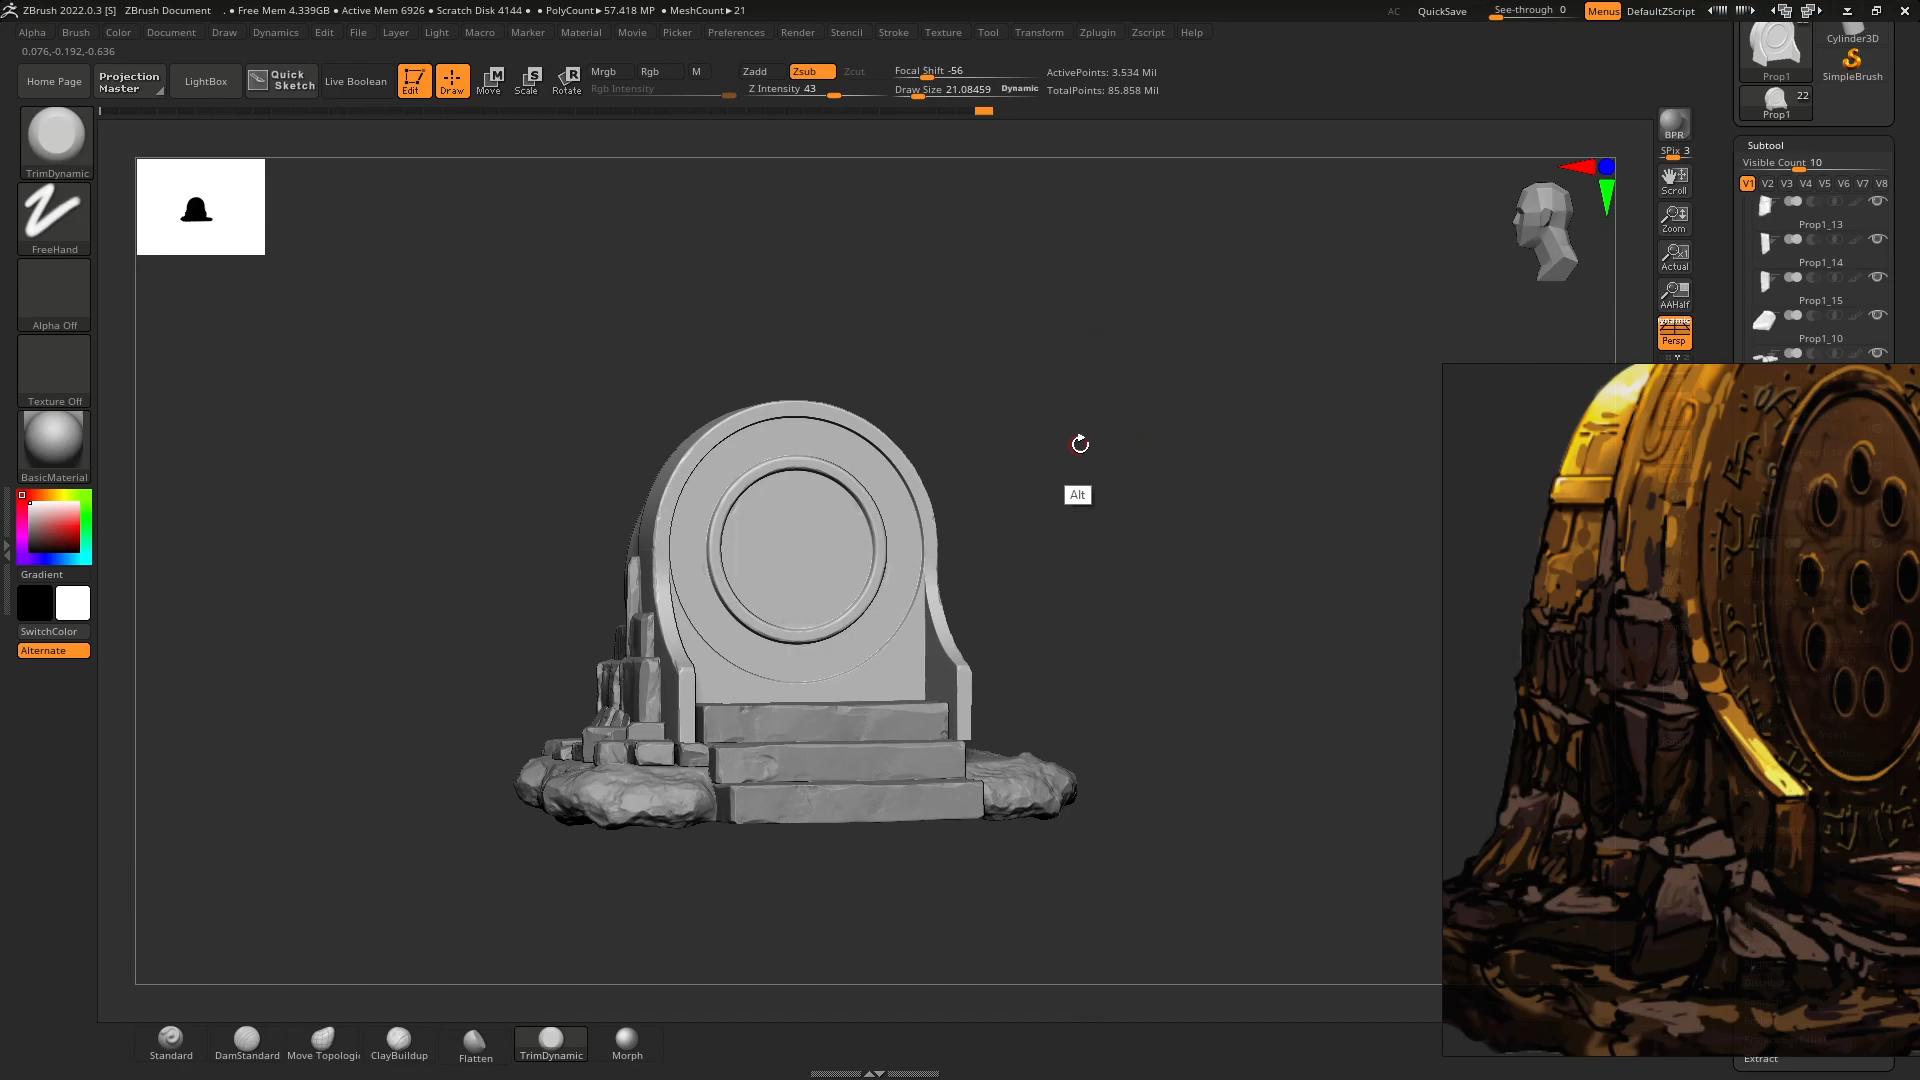 ZBrush 2022.0.3 [S] ZBrush Document . ● Free Mem 4.339GB ● Active Mem 6926 ● Scratch Disk 4144 ● ● PolyCount▶57.418 MP ● MeshCount▶21
AC QuickSave See-through 0 Menus DefaultZScript
Alpha Brush Color Document Draw Dynamics Edit File Layer Light Macro Marker Material Movie Picker Preferences Render Stencil Stroke Texture Tool Transform Zplugin Zscript Help
0.076,-0.192,-0.636
Home Page
Projection
Master
LightBox
Quick
Sketch
Live Boolean
Edit
Draw
Move
Scale
Rotate
Mrgb Rgb M
Rgb Intensity
Zadd Zsub Zcut
Z Intensity 43
Focal Shift -56
Draw Size 21.08459 Dynamic
ActivePoints: 3.534 Mil
TotalPoints: 85.858 Mil
TrimDynamic
FreeHand
Alpha Off
Texture Off
BasicMaterial
Gradient
SwitchColor
Alternate
Alt
BPR
SPix 3
Scroll
Zoom
Actual
AAHalf
Persp
Cylinder3D
Prop1
SimpleBrush
22
Prop1
Subtool
Visible Count 10
V1 V2 V3 V4 V5 V6 V7 V8
Prop1_13
Prop1_14
Prop1_15
Prop1_10
Extract
Standard DamStandard Move Topologi ClayBuildup Flatten TrimDynamic Morph